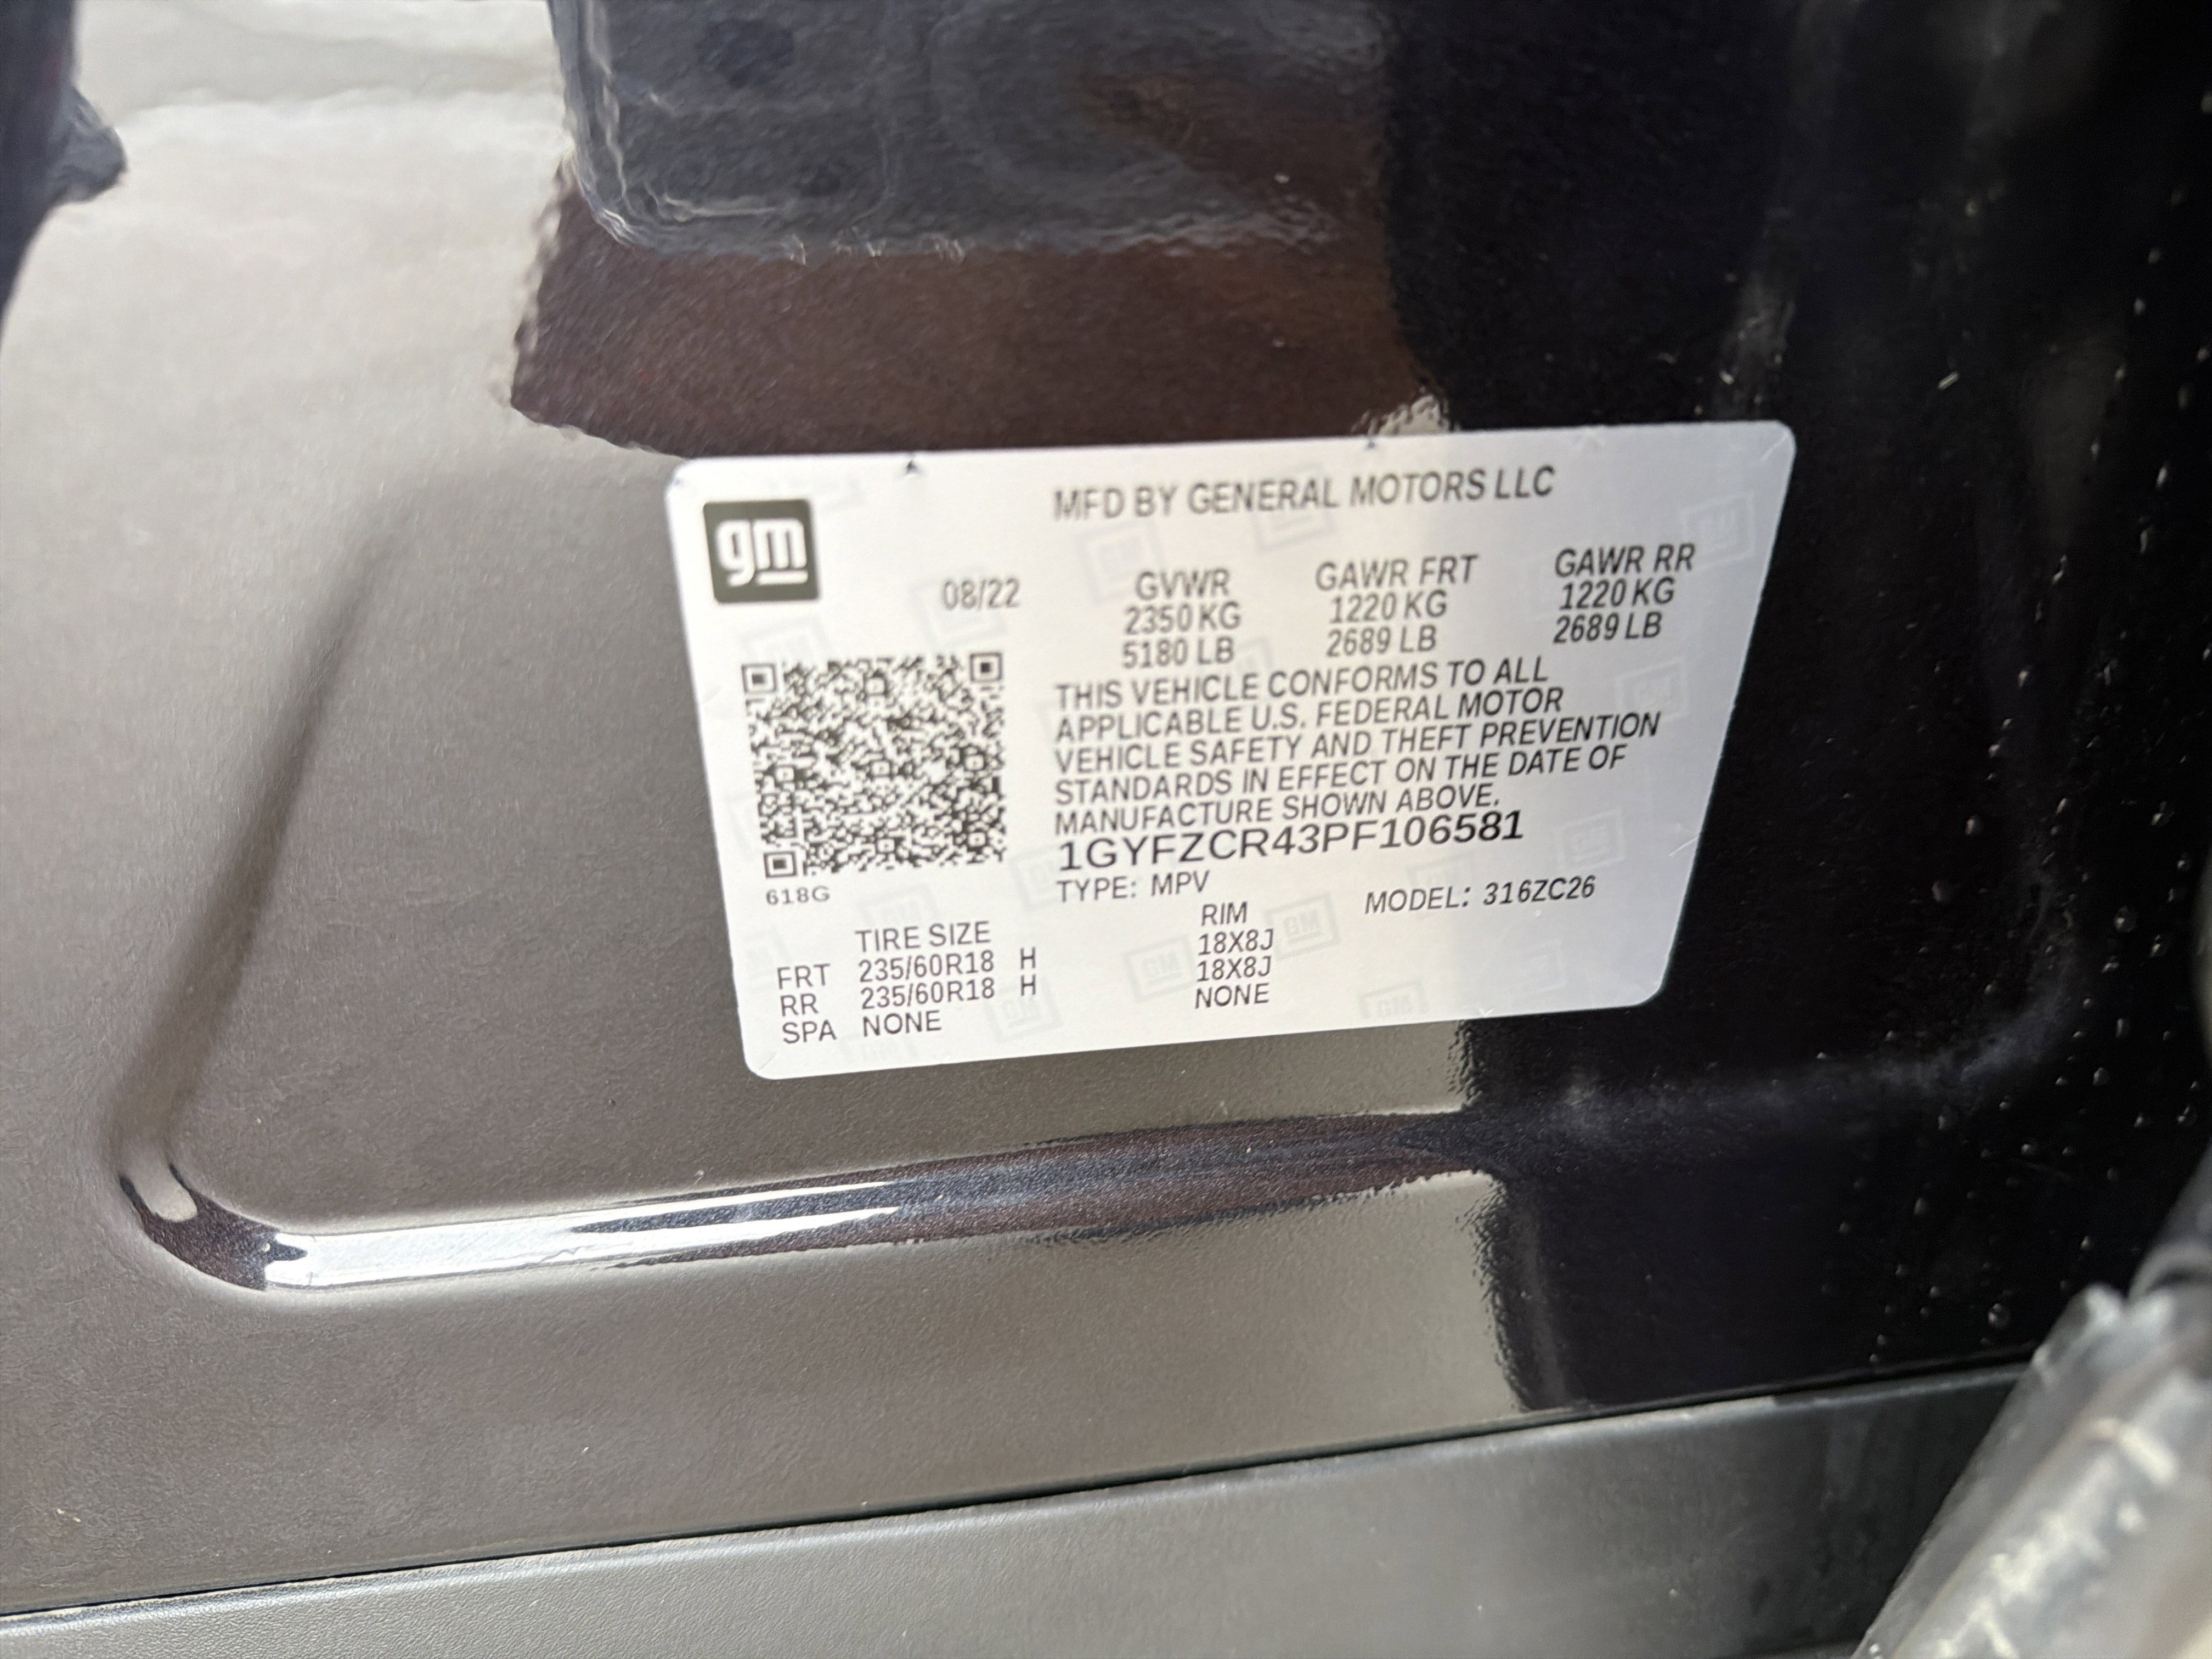 gm
MFD BY GENERAL MOTORS LLC
08/22
GVWR GAWR FRT GAWR RR
2350 KG 1220 KG 1220 KG
5180 LB 2689 LB 2689 LB
THIS VEHICLE CONFORMS TO ALL
APPLICABLE U.S. FEDERAL MOTOR
VEHICLE SAFETY AND THEFT PREVENTION
STANDARDS IN EFFECT ON THE DATE OF
MANUFACTURE SHOWN ABOVE.
1GYFZCR43PF106581
618G
TYPE: MPV MODEL: 316ZC26
TIRE SIZE RIM
FRT 235/60R18 H 18X8J
RR 235/60R18 H 18X8J
SPA NONE NONE